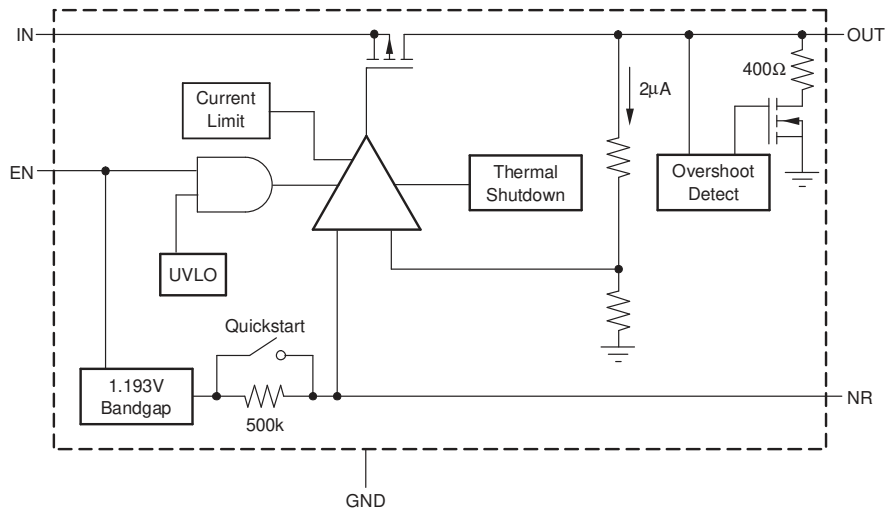 IN
OUT
400Ω
2μA
Current
Limit
EN
Thermal
Shutdown
Overshoot
Detect
UVLO
Quickstart
1.193V
Bandgap
500k
NR
GND